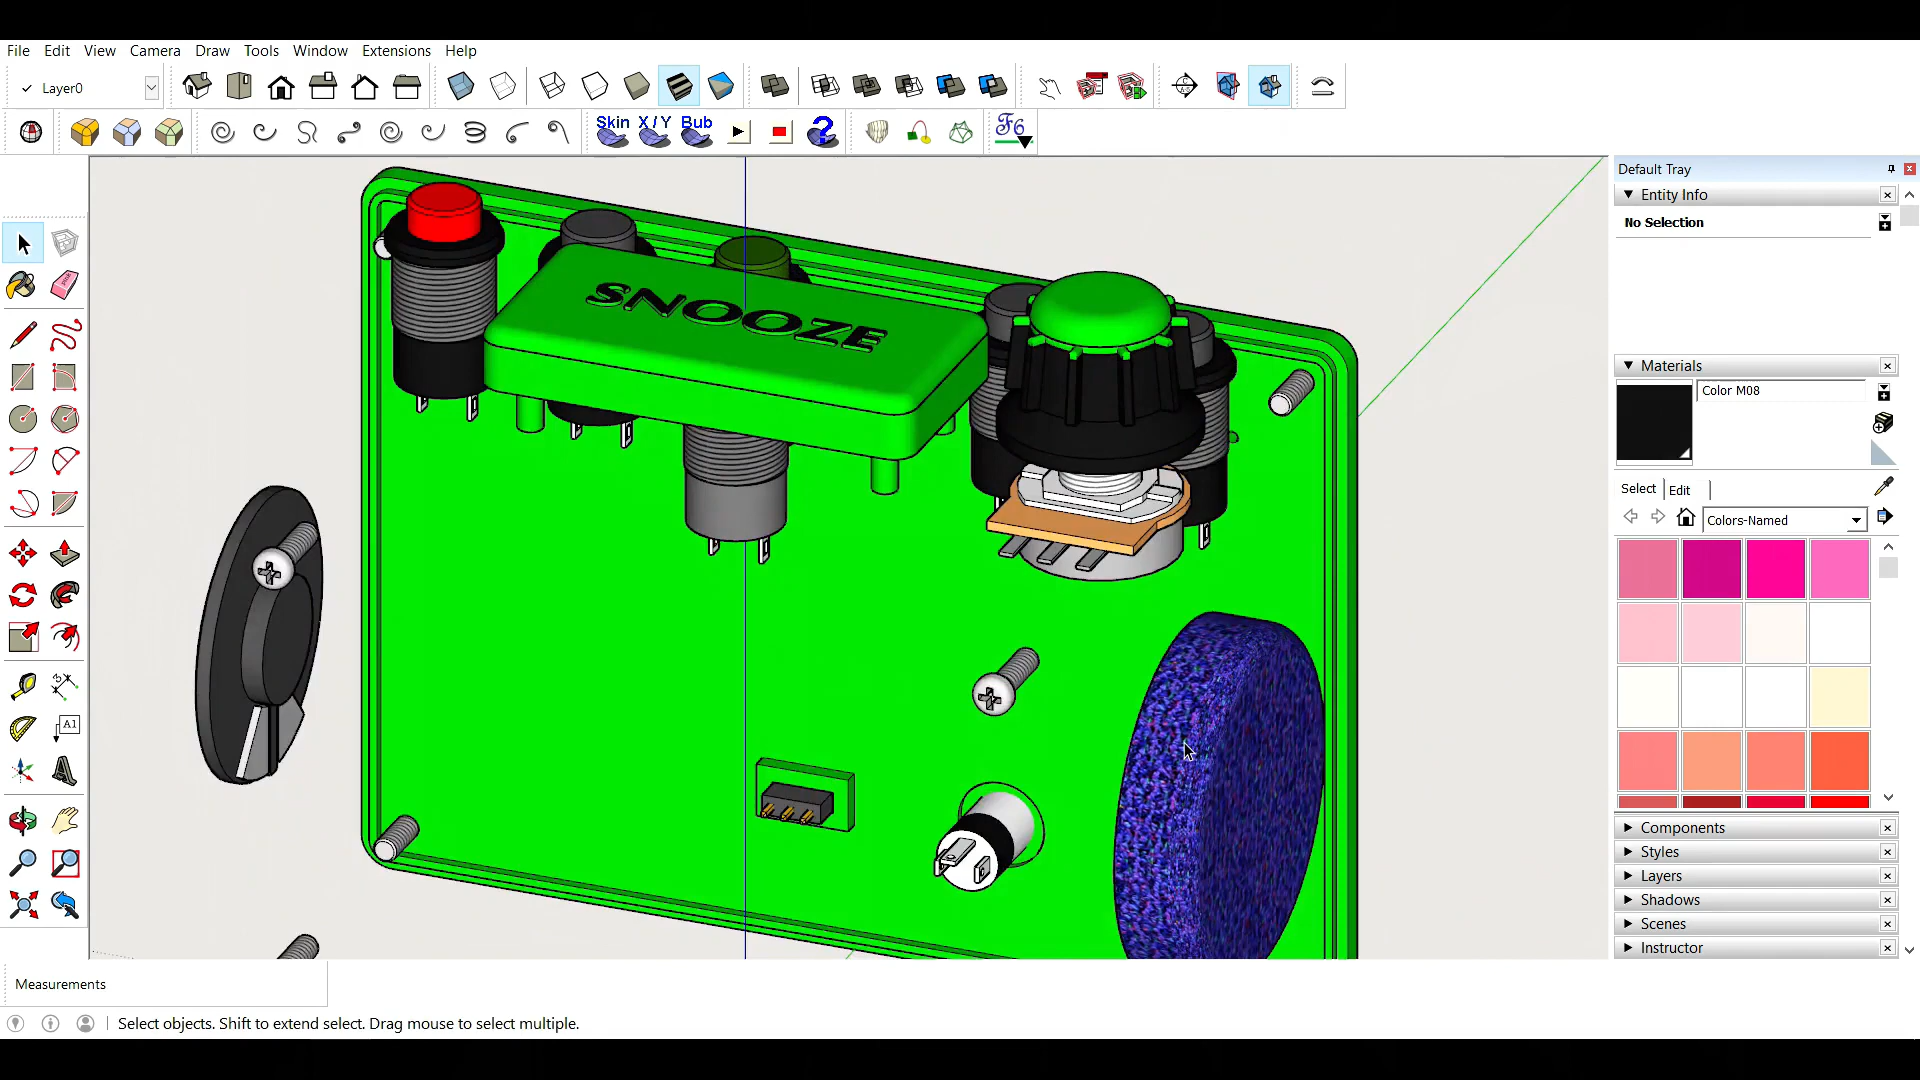 File Edit View Camera Draw Tools Window Extensions Help
Layer0
Skin X/Y Bub
Default Tray
Entity Info
No Selection
SNOOZE
Materials
Color M08
Select Edit
Colors-Named
A1
Components
Styles
Layers
Shadows
Scenes
Instructor
Measurements
Select objects. Shift to extend select. Drag mouse to select multiple.